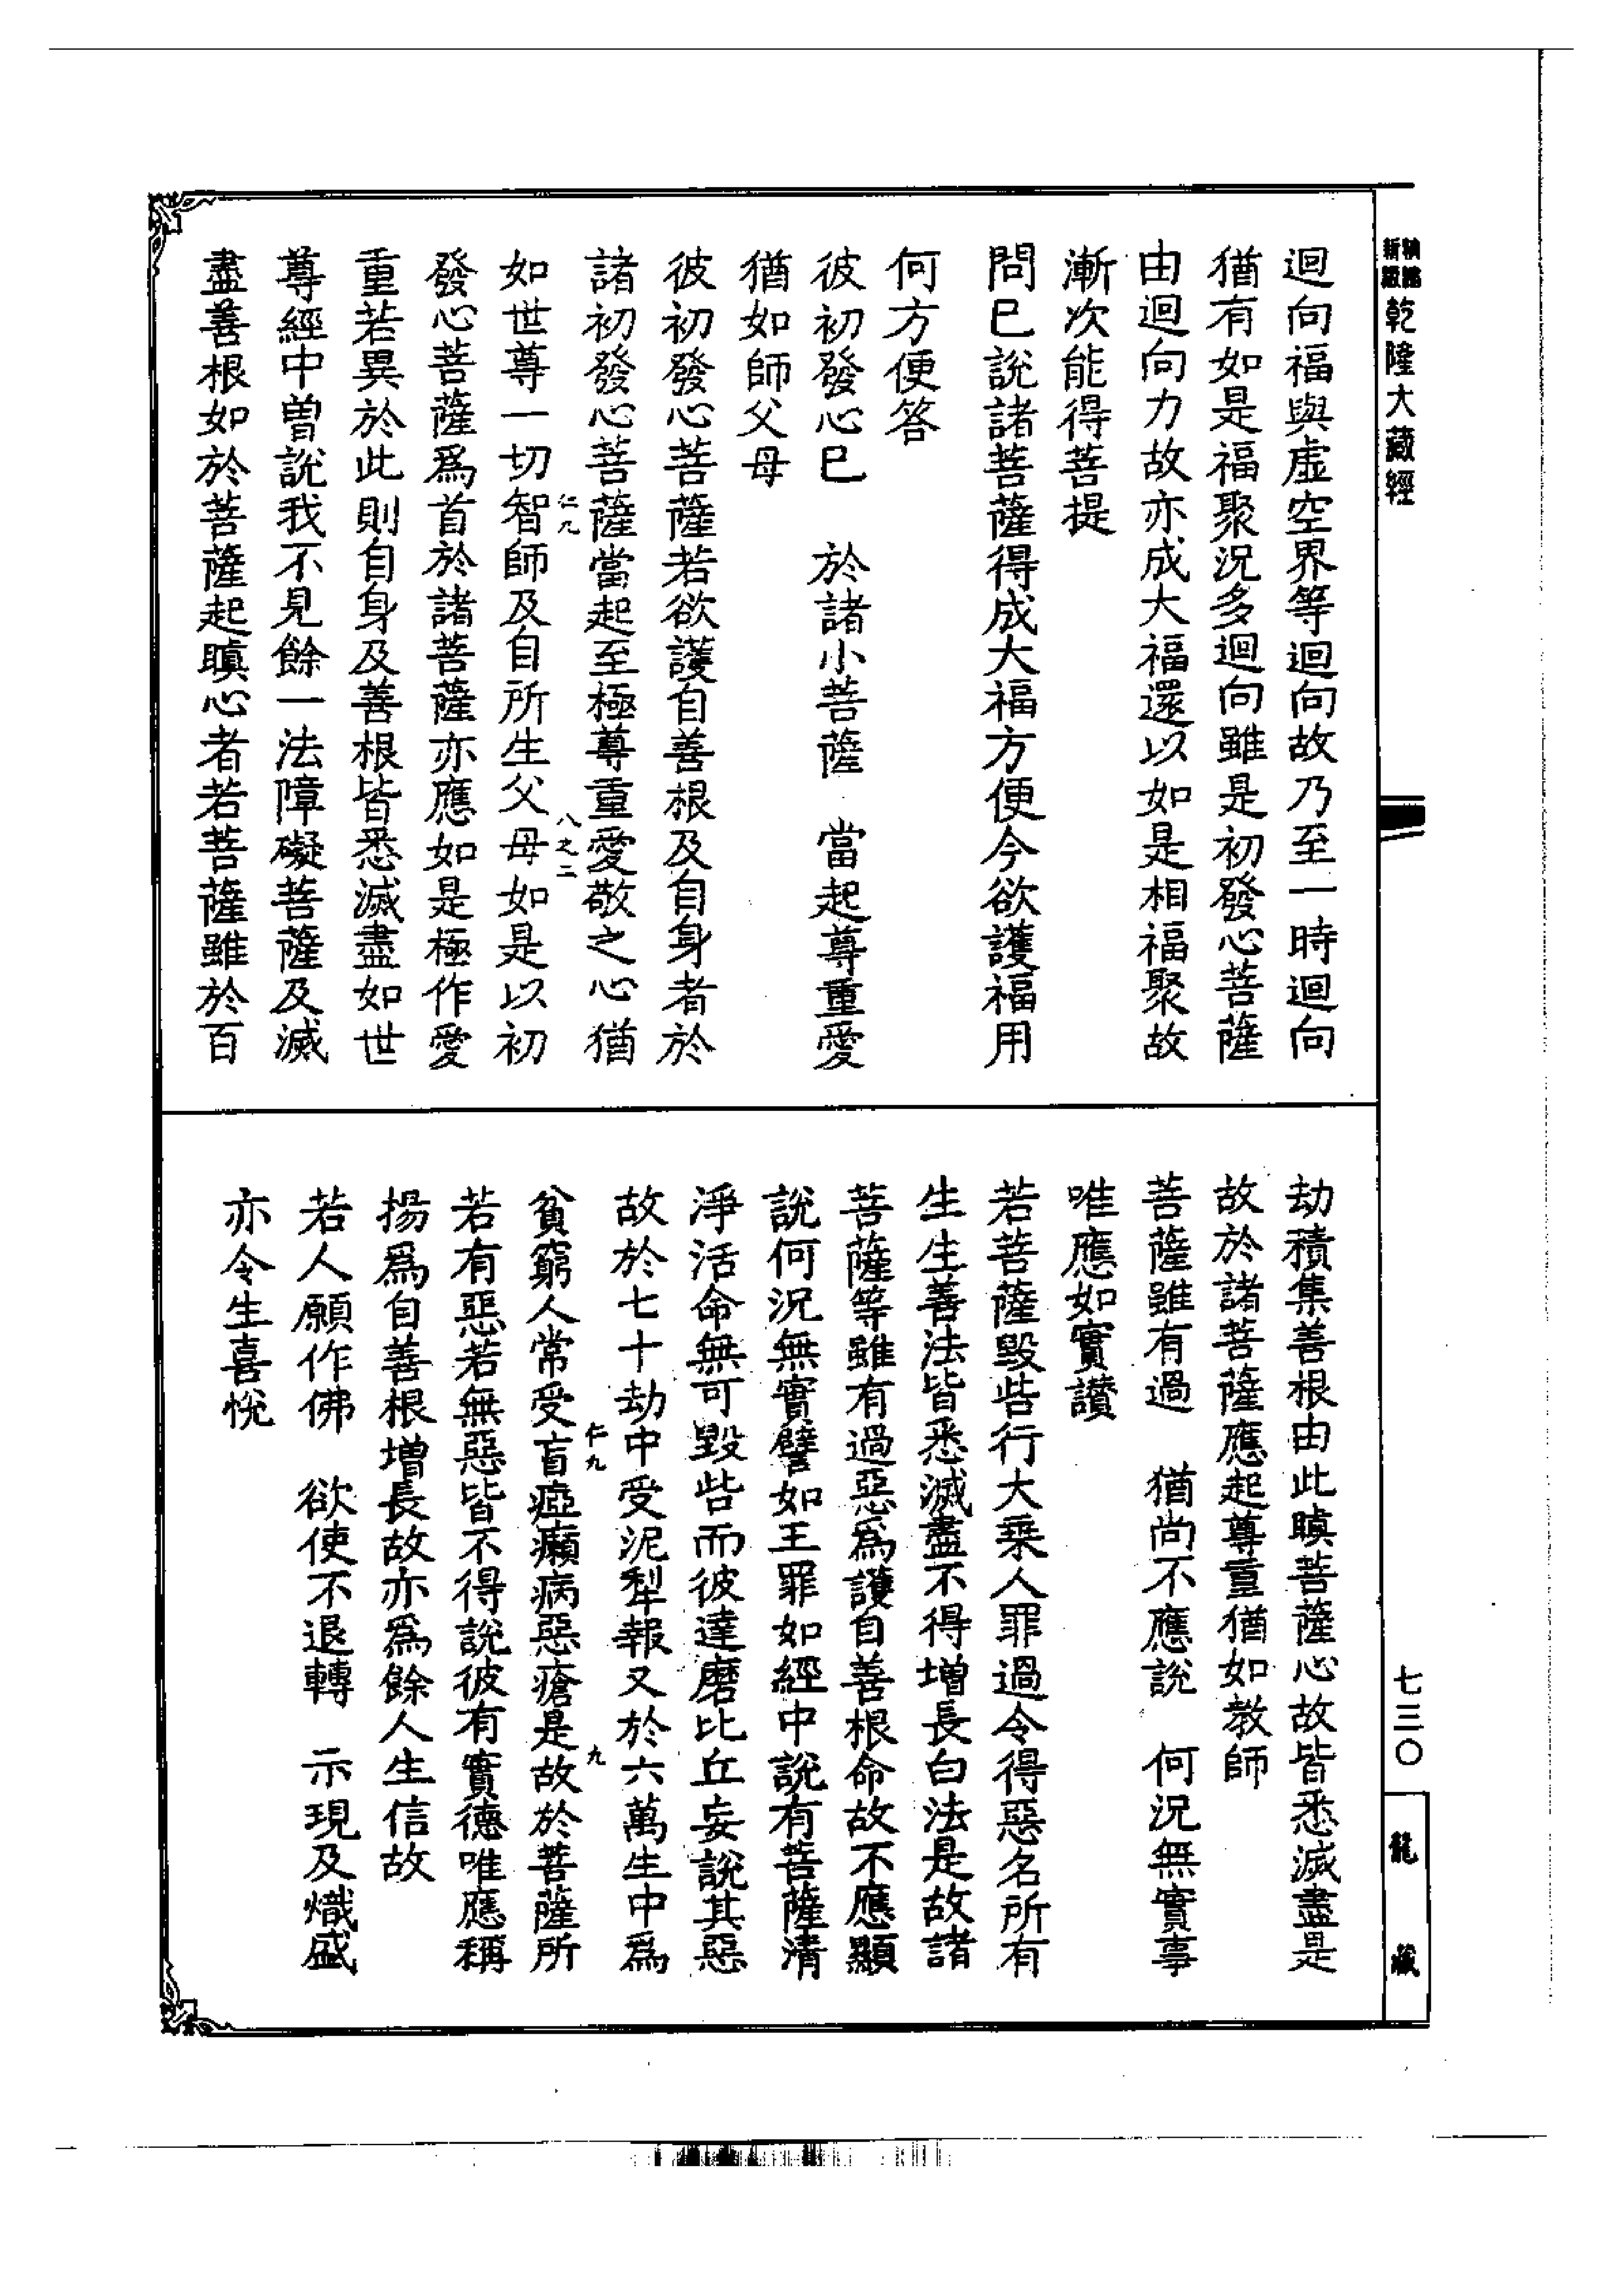 新編縮版乾隆大藏經
迴向福與虛空界等迴向故乃至一時迴向
猶有如是福聚況多迴向雖是初發心菩薩
由迴向力故亦成大福還以如是相福聚故
漸次能得菩提
問巳說諸菩薩得成大福方便今欲護福用
何方便答
彼初發心巳　於諸小菩薩　當起尊重愛
猶如師父母
彼初發心菩薩若欲護自善根及自身者於
諸初發心菩薩當起至極尊重愛敬之心猶
仁九　八之二
如世尊一切智師及自所生父母如是以初
發心菩薩爲首於諸菩薩亦應如是極作愛
重若異於此則自身及善根皆悉滅盡如世
尊經中曾說我不見餘一法障礙菩薩及滅
盡善根如於菩薩起瞋心者若菩薩雖於百
劫積集善根由此瞋菩薩心故皆悉滅盡是
故於諸菩薩應起尊重猶如教師
菩薩雖有過　猶尚不應說　何況無實事
唯應如實讚
若菩薩毀呰行大乘人罪過令得惡名所有
生生善法皆悉滅盡不得增長白法是故諸
菩薩等雖有過惡爲護自善根命故不應顯
說何況無實譬如王罪如經中說有菩薩清
淨活命無可毀呰而彼達磨比丘妄說其惡
故於七十劫中受泥犁報又於六萬生中爲
仁九　九
貧窮人常受盲瘂癩病惡瘡是故於菩薩所
若有惡若無惡皆不得說彼有實德唯應稱
揚爲自善根增長故亦爲餘人生信故
若人願作佛　欲使不退轉　示現及熾盛
亦令生喜悅
七三〇
龍藏